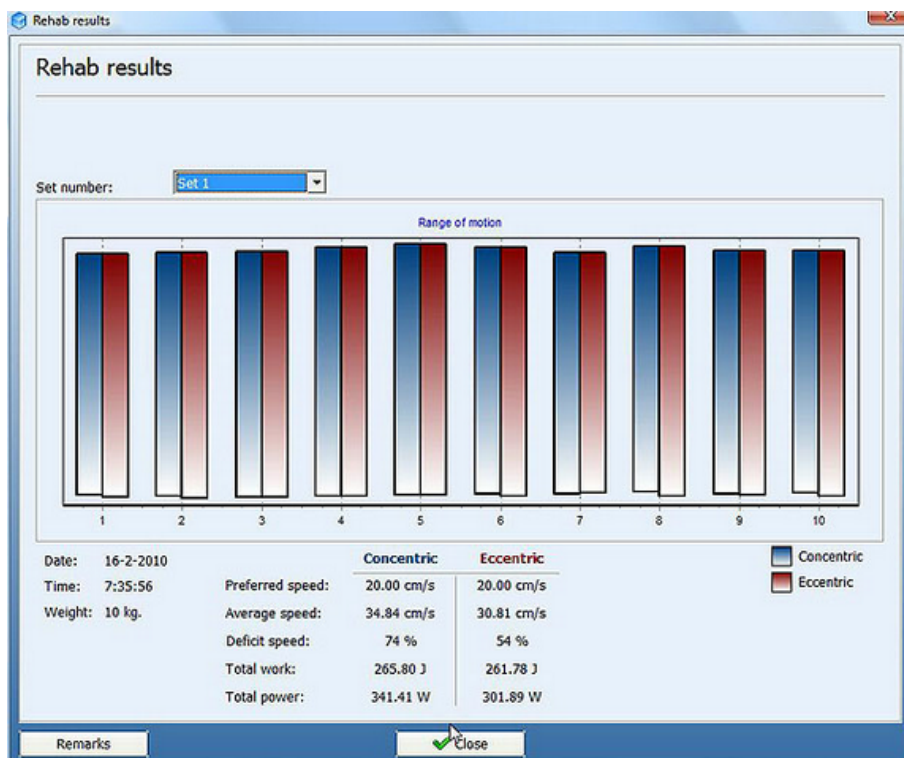 Rehab results
Rehab results
Set number: Set 1
Range of motion
1 2 3 4 5 6 7 8 9 10
Date: 16-2-2010
Time: 7:35:56
Weight: 10 kg.
Concentric Eccentric
Preferred speed: 20.00 cm/s 20.00 cm/s
Average speed: 34.84 cm/s 30.81 cm/s
Deficit speed: 74 % 54 %
Total work: 265.80 J 261.78 J
Total power: 341.41 W 301.89 W
Concentric
Eccentric
Remarks
Close